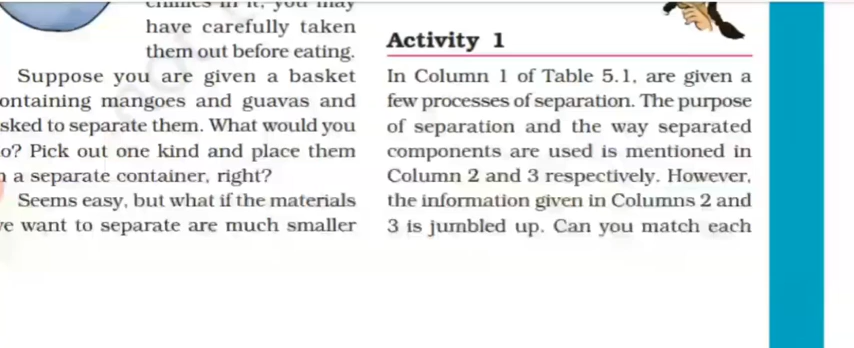 chillies in it, you may
have carefully taken
them out before eating.
Suppose you are given a basket
ontaining mangoes and guavas and
sked to separate them. What would you
o? Pick out one kind and place them
a separate container, right?
Seems easy, but what if the materials
e want to separate are much smaller
Activity 1
In Column 1 of Table 5.1, are given a
few processes of separation. The purpose
of separation and the way separated
components are used is mentioned in
Column 2 and 3 respectively. However,
the information given in Columns 2 and
3 is jumbled up. Can you match each